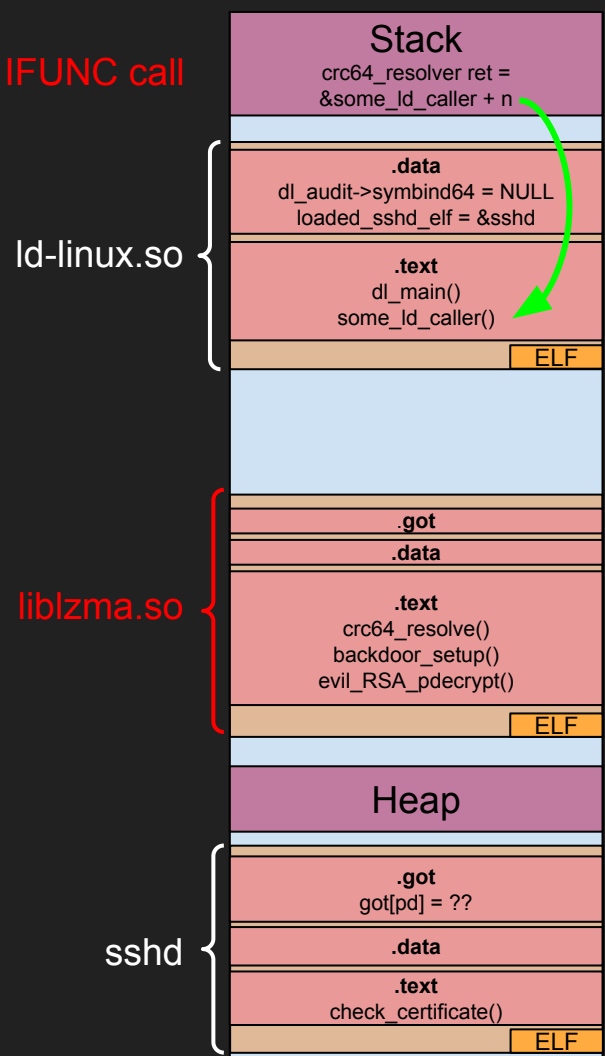 IFUNC call
Stack
crc64_resolver ret =
&some_ld_caller + n
ld-linux.so
.data
dl_audit->symbind64 = NULL
loaded_sshd_elf = &sshd
.text
dl_main()
some_ld_caller()
ELF
liblzma.so
.got
.data
.text
crc64_resolve()
backdoor_setup()
evil_RSA_pdecrypt()
ELF
Heap
sshd
.got
got[pd] = ??
.data
.text
check_certificate()
ELF